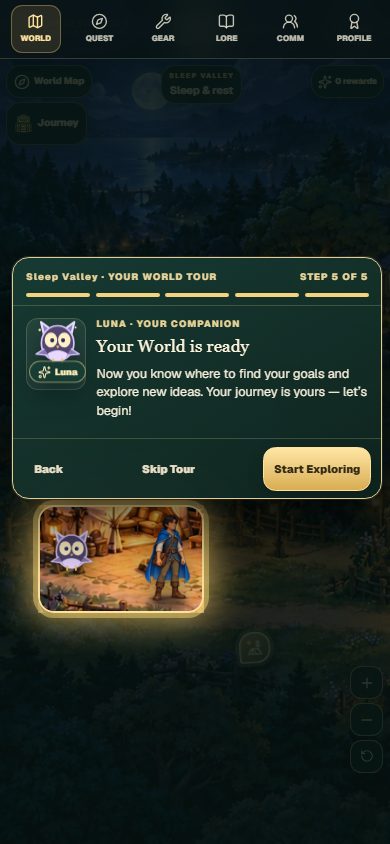 WORLD
QUEST
GEAR
LORE
COMM
PROFILE
World Map
SLEEP VALLEY
Sleep & rest
0 rewards
Journey
Sleep Valley · YOUR WORLD TOUR
STEP 5 OF 5
LUNA · YOUR COMPANION
Your World is ready
Luna
Now you know where to find your goals and
explore new ideas. Your journey is yours — let's
begin!
Back
Skip Tour
Start Exploring